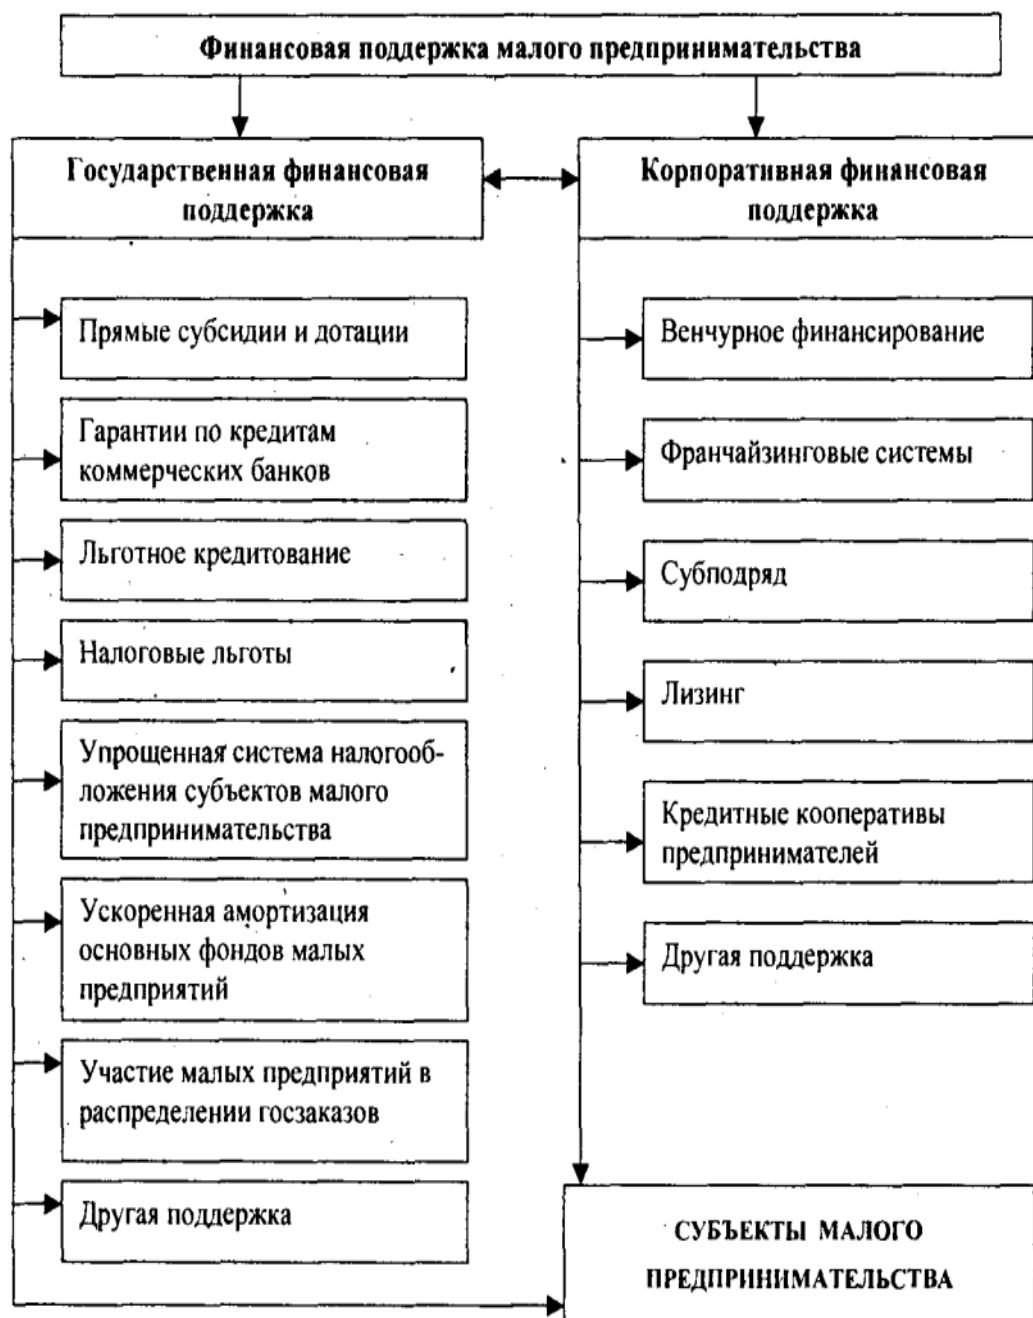 Финансовая поддержка малого предпринимательства
Государственная финансовая
поддержка
Корпоративная финансовая
поддержка
Прямые субсидии и дотации
Гарантии по кредитам
коммерческих банков
Льготное кредитование
Налоговые льготы
Упрощенная система налогооб-
ложения субъектов малого
предпринимательства
Ускоренная амортизация
основных фондов малых
предприятий
Участие малых предприятий в
распределении госзаказов
Другая поддержка
Венчурное финансирование
Франчайзинговые системы
Субподряд
Лизинг
Кредитные кооперативы
предпринимателей
Другая поддержка
СУБЪЕКТЫ МАЛОГО
ПРЕДПРИНИМАТЕЛЬСТВА